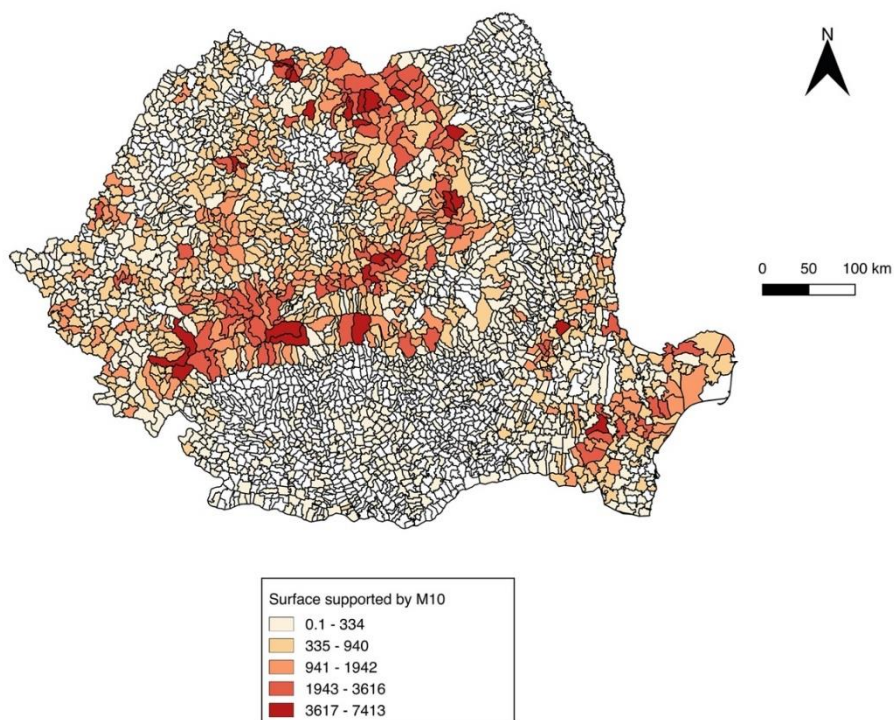 N
0 50 100 km
Surface supported by M10
0.1 - 334
335 - 940
941 - 1942
1943 - 3616
3617 - 7413